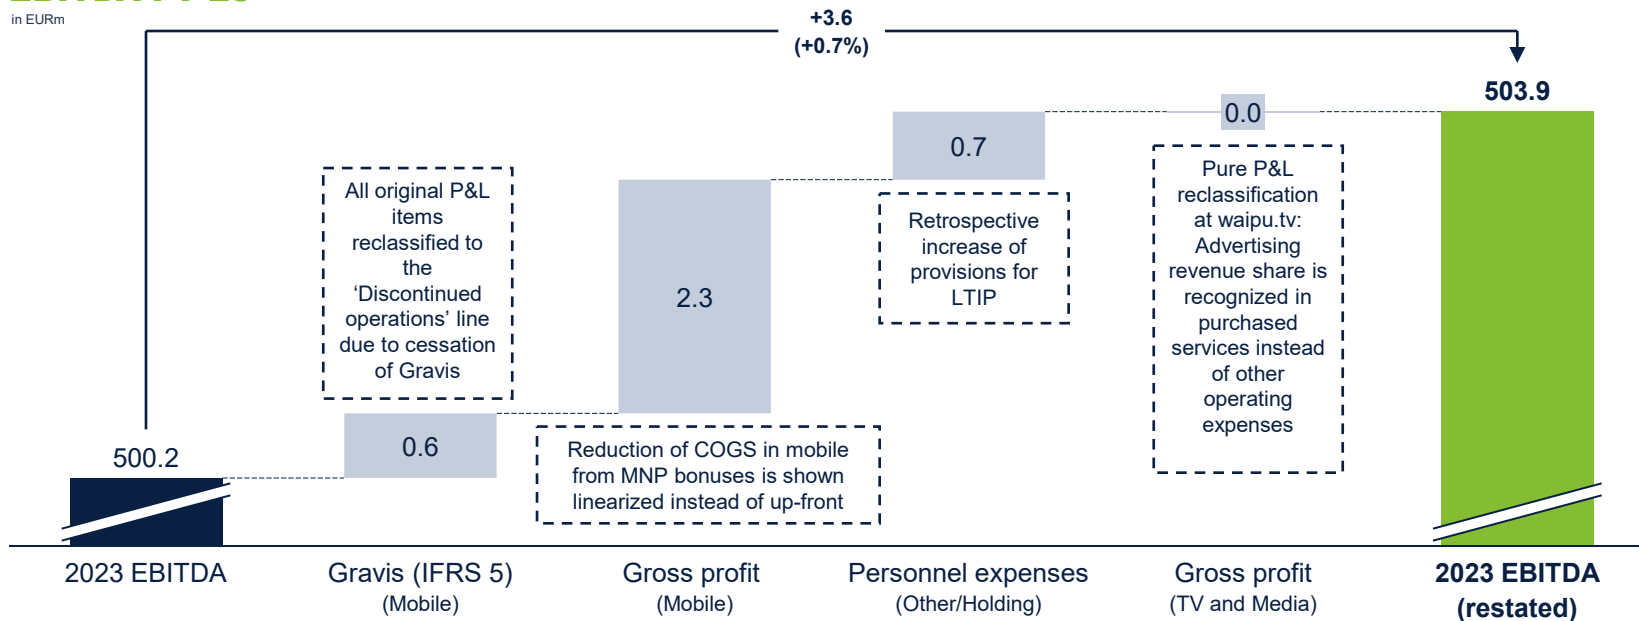 in EURm
+3.6
(+0.7%)
500.2
0.6
2.3
0.7
0.0
503.9
All original P&L
items
reclassified to
the
‘Discontinued
operations’ line
due to cessation
of Gravis
Reduction of COGS in mobile
from MNP bonuses is shown
linearized instead of up-front
Retrospective
increase of
provisions for
LTIP
Pure P&L
reclassification
at waipu.tv:
Advertising
revenue share is
recognized in
purchased
services instead
of other
operating
expenses
2023 EBITDA
Gravis (IFRS 5)
(Mobile)
Gross profit
(Mobile)
Personnel expenses
(Other/Holding)
Gross profit
(TV and Media)
2023 EBITDA
(restated)